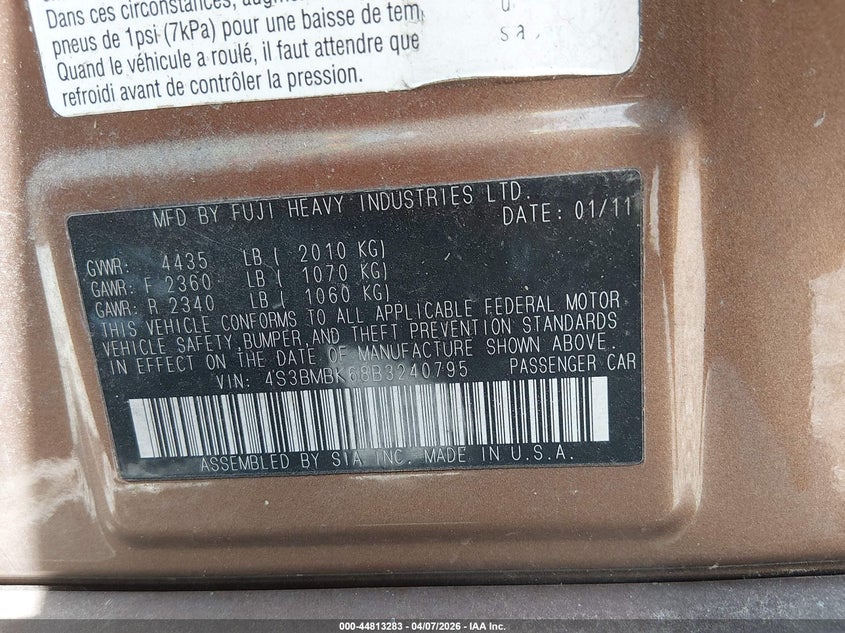 Dans ces circonstances,
pneus de 1psi (7kPa) pour une baisse de
Quand le véhicule a roulé, il faut attendre que
refroidi avant de contrôler la pression.
MFD BY FUJI HEAVY INDUSTRIES LTD.
DATE: 01/11
GVWR: 4435 LB ( 2010 KG)
GAWR: F 2360 LB ( 1070 KG)
GAWR: R 2340 LB ( 1060 KG)
THIS VEHICLE CONFORMS TO ALL APPLICABLE FEDERAL MOTOR
VEHICLE SAFETY, BUMPER, AND THEFT PREVENTION STANDARDS
IN EFFECT ON THE DATE OF MANUFACTURE SHOWN ABOVE.
VIN: 4S3BMBK68B3240795 PASSENGER CAR
ASSEMBLED BY SIA INC. MADE IN U.S.A.
000-44813283 - 04/07/2026 - IAA Inc.